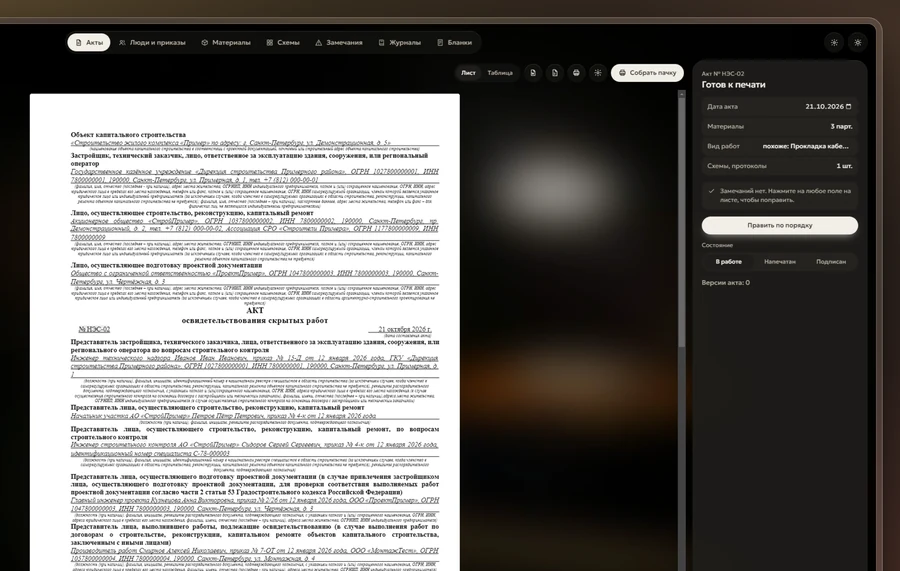 Акты
Люди и приказы
Материалы
Схемы
Замечания
Журналы
Бланки
Лист
Таблица
Собрать пачку
Объект капитального строительства
«Строительство жилого комплекса «Пример» по адресу: г. Санкт-Петербург, ул. Демонстрационная, д. 5»
Застройщик, технический заказчик, лицо, ответственное за эксплуатацию здания, сооружения, или региональный
оператор
Государственное казённое учреждение «Дирекция строительства Примерного района», ОГРН 1027800000001, ИНН
7800000001, 190000, Санкт-Петербург, ул. Примерная, д. 1, тел. +7 (812) 000-00-01
Лицо, осуществляющее строительство, реконструкцию, капитальный ремонт
Акционерное общество «СтройПример», ОГРН 1037800000002, ИНН 7800000002, 190000, Санкт-Петербург, пр.
Демонстрационный, д. 2, тел. +7 (812) 000-00-02, Ассоциация СРО «Строители Примера», ОГРН 1177800000009, ИНН
7800000009
Лицо, осуществляющее подготовку проектной документации
Общество с ограниченной ответственностью «ПроектПример», ОГРН 1047800000003, ИНН 7800000003, 190000, Санкт-
Петербург, ул. Чертёжная, д. 3
АКТ
освидетельствования скрытых работ
№ НЭС-02
21 октября 2026 г.
Представитель застройщика, технического заказчика, лица, ответственного за эксплуатацию здания, сооружения, или
регионального оператора по вопросам строительного контроля
Инженер технического надзора Иванов Иван Иванович, приказ № 15-Д от 12 января 2026 года, ГКУ «Дирекция
строительства Примерного района», ОГРН 1027800000001, ИНН 7800000001, 190000, Санкт-Петербург, ул. Примерная, д.
1
Представитель лица, осуществляющего строительство, реконструкцию, капитальный ремонт
Начальник участка АО «СтройПример» Петров Пётр Петрович, приказ № 4-к от 12 января 2026 года
Представитель лица, осуществляющего строительство, реконструкцию, капитальный ремонт, по вопросам
строительного контроля
Инженер строительного контроля АО «СтройПример» Сидоров Сергей Сергеевич, приказ № 4-к от 12 января 2026 года,
идентификационный номер специалиста С-78-000003
Представитель лица, осуществляющего подготовку проектной документации (в случае привлечения застройщиком
лица, осуществляющего подготовку проектной документации, для проверки соответствия выполняемых работ
проектной документации согласно части 2 статьи 53 Градостроительного кодекса Российской Федерации)
Главный инженер проекта Кузнецова Анна Викторовна, приказ № 2/26 от 12 января 2026 года, ООО «ПроектПример», ОГРН
1047800000003, ИНН 7800000003, 190000, Санкт-Петербург, ул. Чертёжная, д. 3
Представитель лица, выполнившего работы, подлежащие освидетельствованию (в случае выполнения работ по
договорам о строительстве, реконструкции, капитальном ремонте объектов капитального строительства,
заключенным с иными лицами)
Производитель работ Смирнов Алексей Николаевич, приказ № 7-ОТ от 12 января 2026 года, ООО «МонтажТест», ОГРН
1057800000004, ИНН 7800000004, 190000, Санкт-Петербург, ул. Монтажная, д. 4
Акт № НЭС-02
Готов к печати
Дата акта 21.10.2026
Материалы 3 парт.
Вид работ похоже: Прокладка кабе...
Схемы, протоколы 1 шт.
Замечаний нет. Нажмите на любое поле на
листе, чтобы поправить.
Править по порядку
Состояние
В работе
Напечатан
Подписан
Версии акта: 0